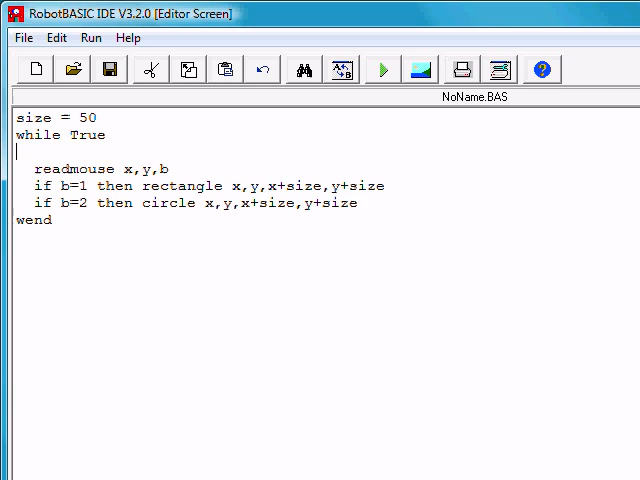 RobotBASIC IDE V3.2.0 [Editor Screen]
File Edit Run Help
NoName.BAS
size = 50
while True
readmouse x,y,b
if b=1 then rectangle x,y,x+size,y+size
if b=2 then circle x,y,x+size,y+size
wend